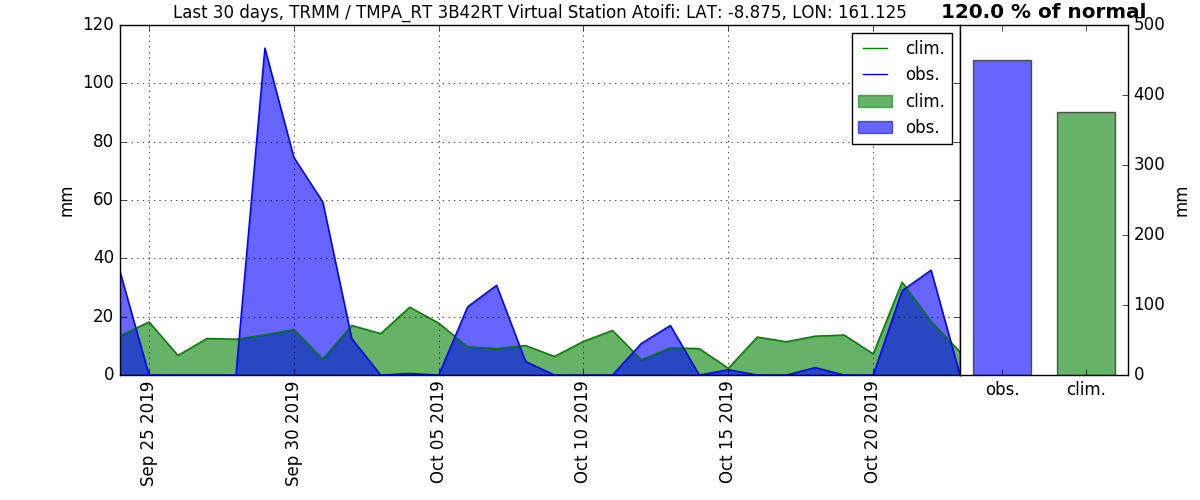 Last 30 days, TRMM / TMPA_RT 3B42RT Virtual Station Atoifi: LAT: -8.875, LON: 161.125
120.0 % of normal
120
100
80
60
40
20
0
mm
clim.
obs.
clim.
obs.
500
400
300
200
100
0
mm
Sep 25 2019
Sep 30 2019
Oct 05 2019
Oct 10 2019
Oct 15 2019
Oct 20 2019
obs.
clim.